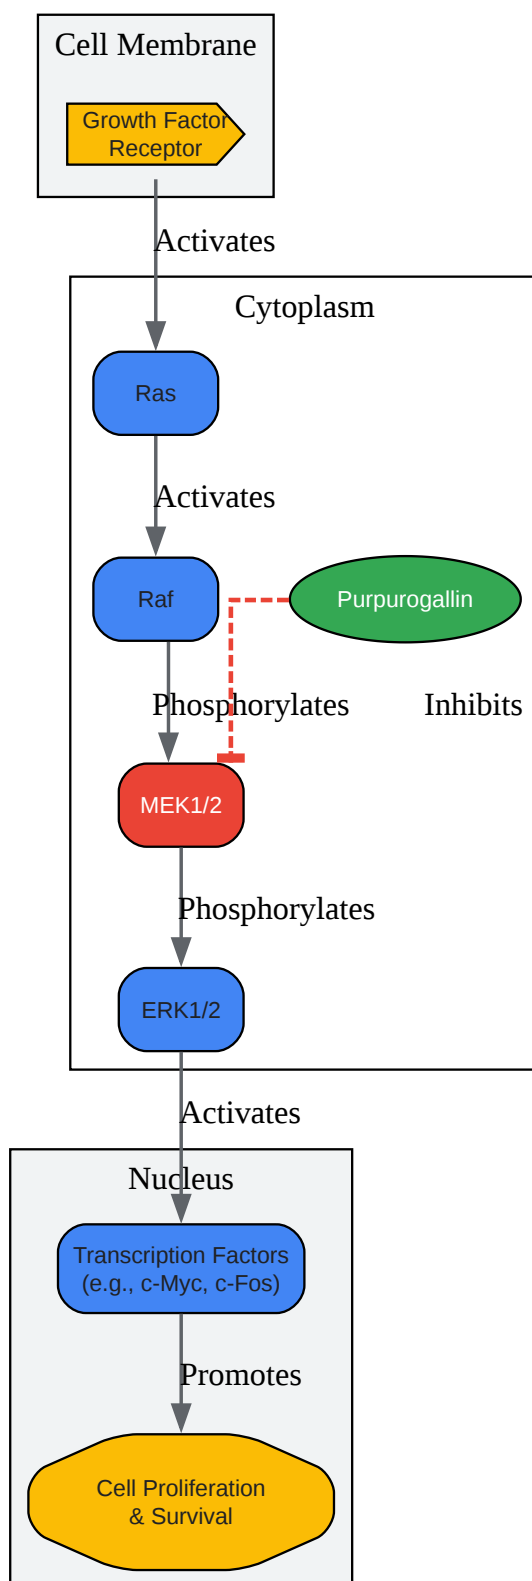 Cell Membrane
Growth Factor
Receptor
Activates
Cytoplasm
Ras
Activates
Raf
Purpurogallin
Phosphorylates
Inhibits
MEK1/2
Phosphorylates
ERK1/2
Activates
Nucleus
Transcription Factors
(e.g., c-Myc, c-Fos)
Promotes
Cell Proliferation
& Survival